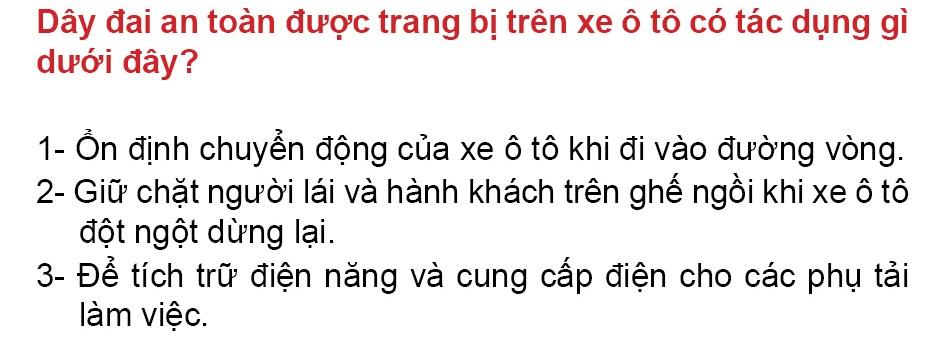 Dây đai an toàn được trang bị trên xe ô tô có tác dụng gì
dưới đây?
1- Ổn định chuyển động của xe ô tô khi đi vào đường vòng.
2- Giữ chặt người lái và hành khách trên ghế ngồi khi xe ô tô
đột ngột dừng lại.
3- Để tích trữ điện năng và cung cấp điện cho các phụ tải
làm việc.